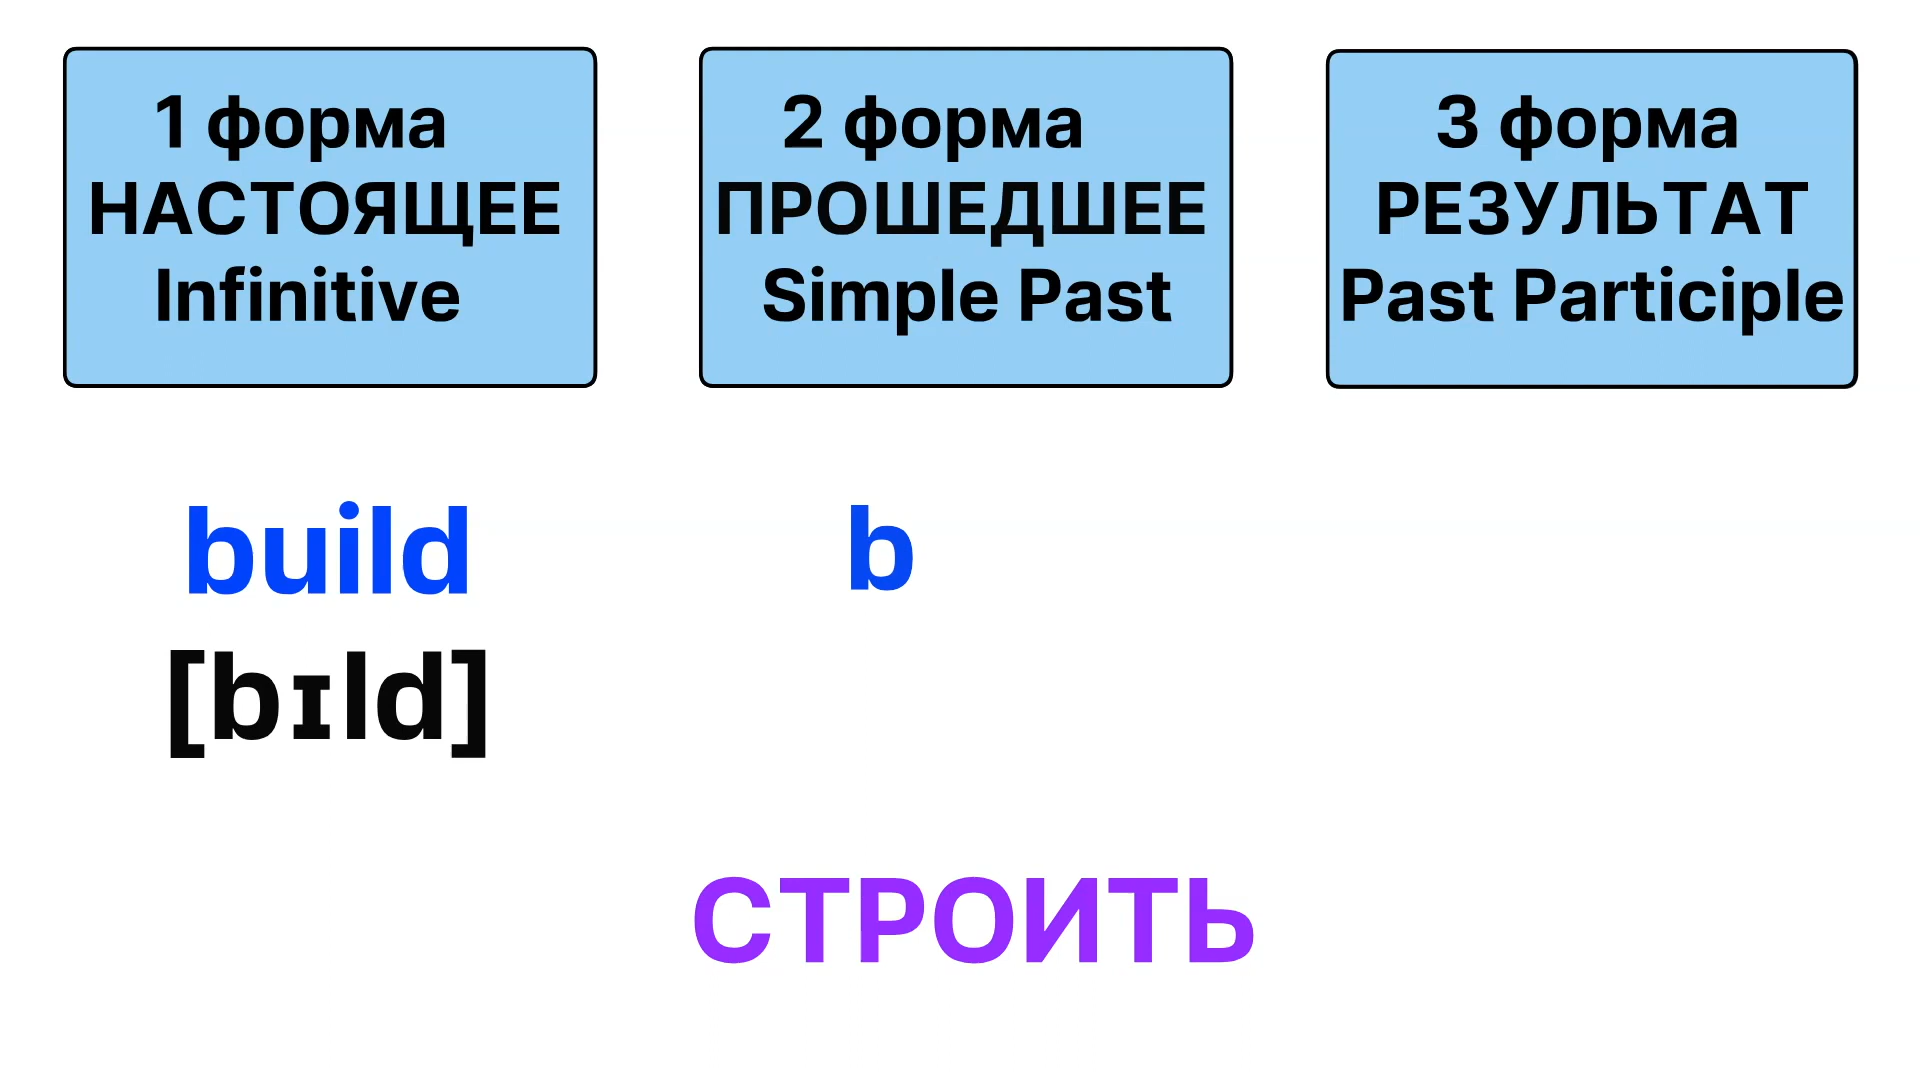 1 форма
НАСТОЯЩЕЕ
Infinitive
2 форма
ПРОШЕДШЕЕ
Simple Past
3 форма
РЕЗУЛЬТАТ
Past Participle
build
b
[bɪld]
СТРОИТЬ